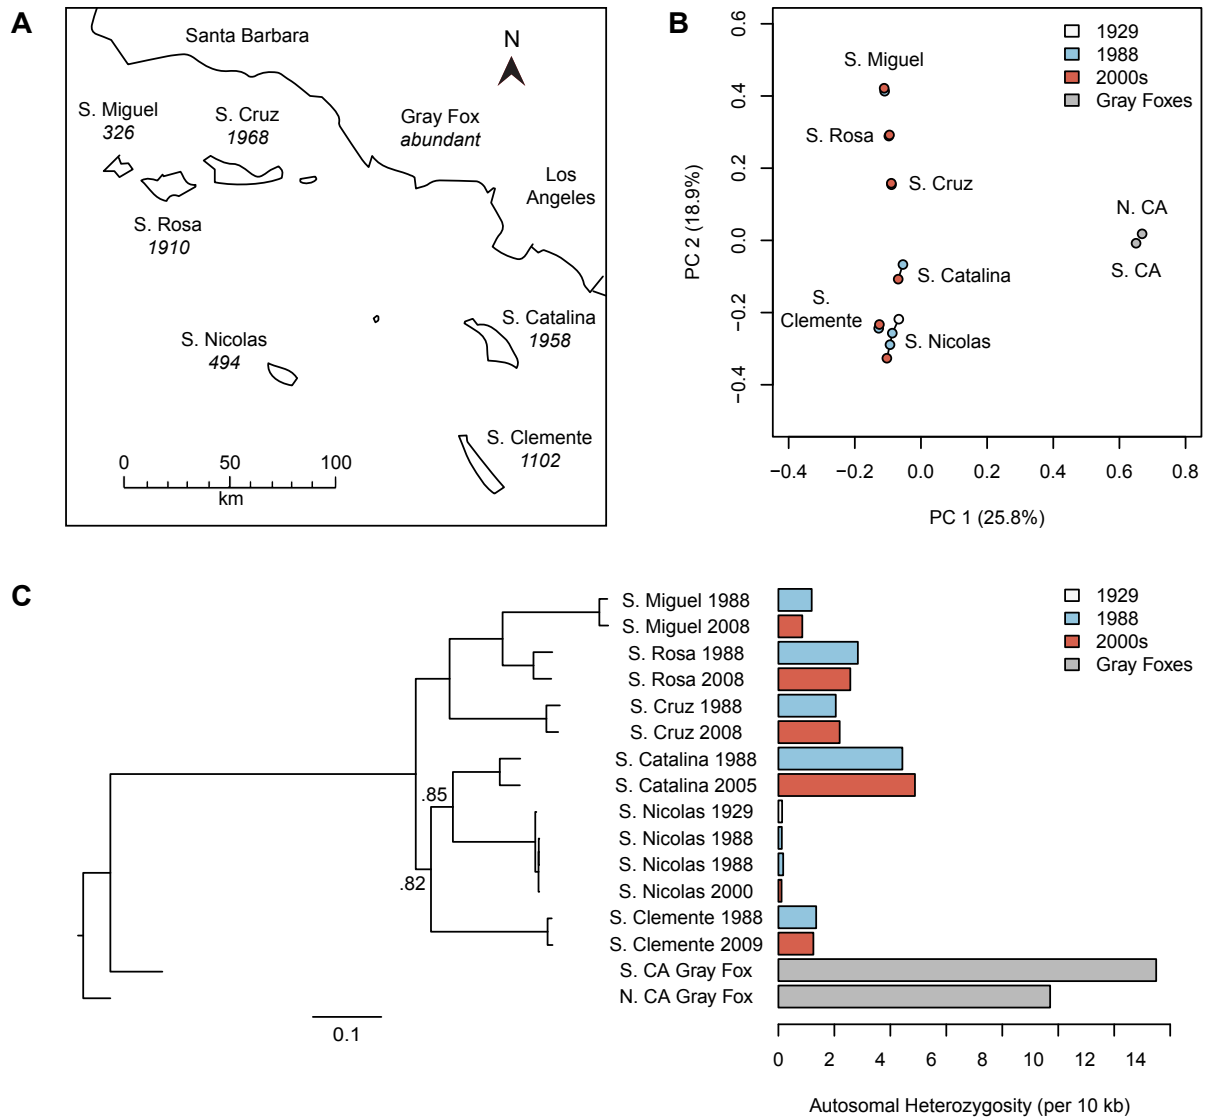 A
Santa Barbara
N
S. Miguel
326
S. Cruz
1968
Gray Fox
abundant
Los
Angeles
S. Rosa
1910
S. Nicolas
494
S. Catalina
1958
S. Clemente
1102
0 50 100
km
B
PC 2 (18.9%)
0.6
0.4
0.2
0.0
−0.2
−0.4
1929
1988
2000s
Gray Foxes
S. Miguel
S. Rosa
S. Cruz
N. CA
S. CA
S. Catalina
S.
Clemente
S. Nicolas
−0.4 −0.2 0.0 0.2 0.4 0.6 0.8
PC 1 (25.8%)
C
.85
.82
0.1
S. Miguel 1988
S. Miguel 2008
S. Rosa 1988
S. Rosa 2008
S. Cruz 1988
S. Cruz 2008
S. Catalina 1988
S. Catalina 2005
S. Nicolas 1929
S. Nicolas 1988
S. Nicolas 1988
S. Nicolas 2000
S. Clemente 1988
S. Clemente 2009
S. CA Gray Fox
N. CA Gray Fox
1929
1988
2000s
Gray Foxes
0 2 4 6 8 10 12 14
Autosomal Heterozygosity (per 10 kb)